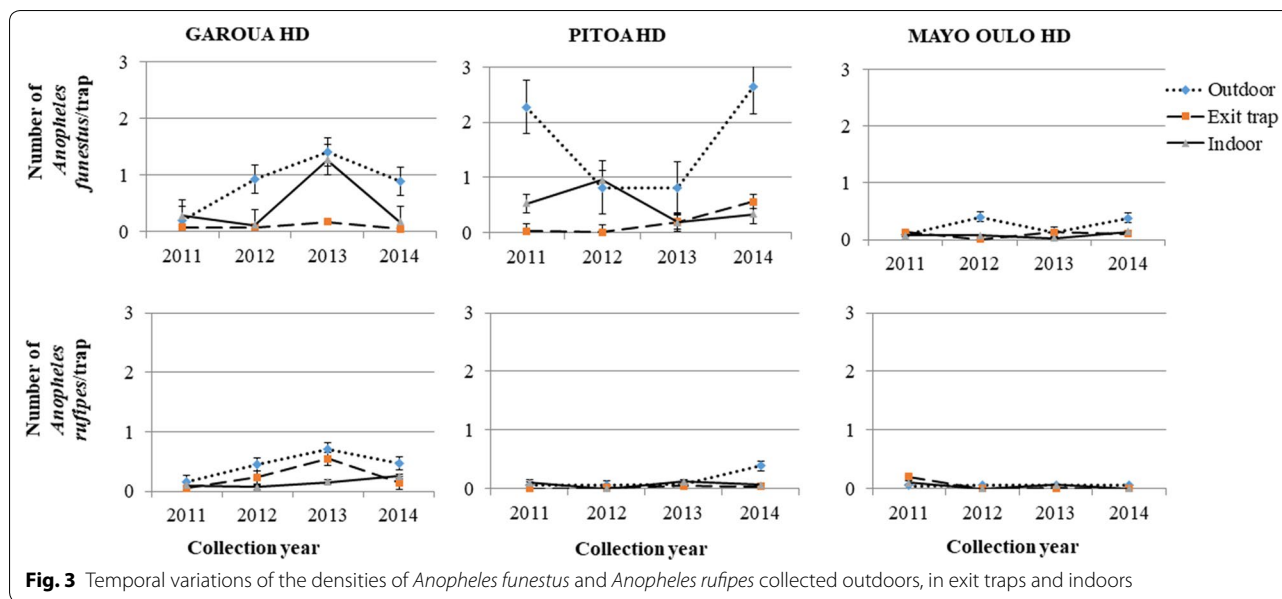 GAROUA HD
PITOA HD
MAYO OULO HD
Number of
Anopheles
funestus/trap
3
2
1
0
2011 2012 2013 2014
3
2
1
0
2011 2012 2013 2014
3
2
1
0
2011 2012 2013 2014
Outdoor
Exit trap
Indoor
Number of
Anopheles
rufipes/trap
3
2
1
0
2011 2012 2013 2014
Collection year
3
2
1
0
2011 2012 2013 2014
Collection year
3
2
1
0
2011 2012 2013 2014
Collection year
Fig. 3 Temporal variations of the densities of Anopheles funestus and Anopheles rufipes collected outdoors, in exit traps and indoors